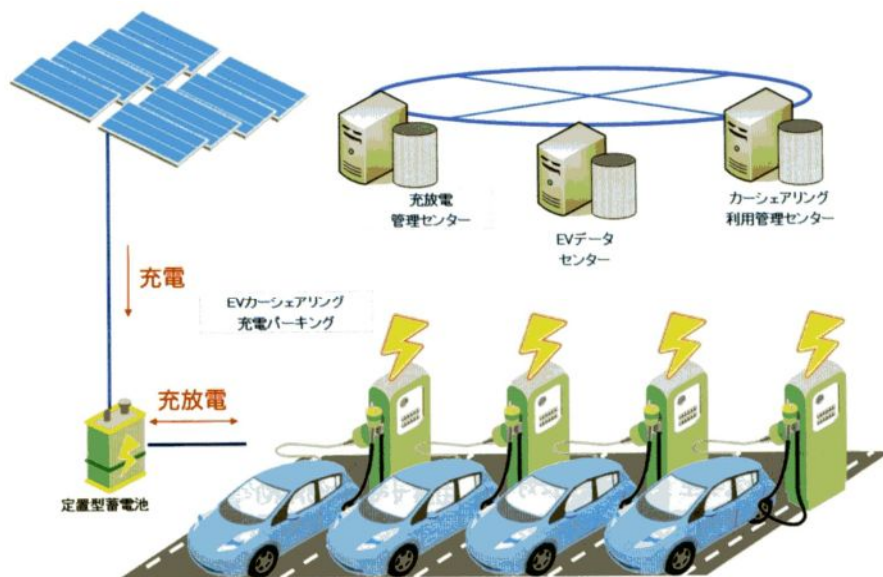 充放電
管理センター
EVデータ
センター
カーシェアリング
利用管理センター
充電
EVカーシェアリング
充電パーキング
充放電
定置型蓄電池